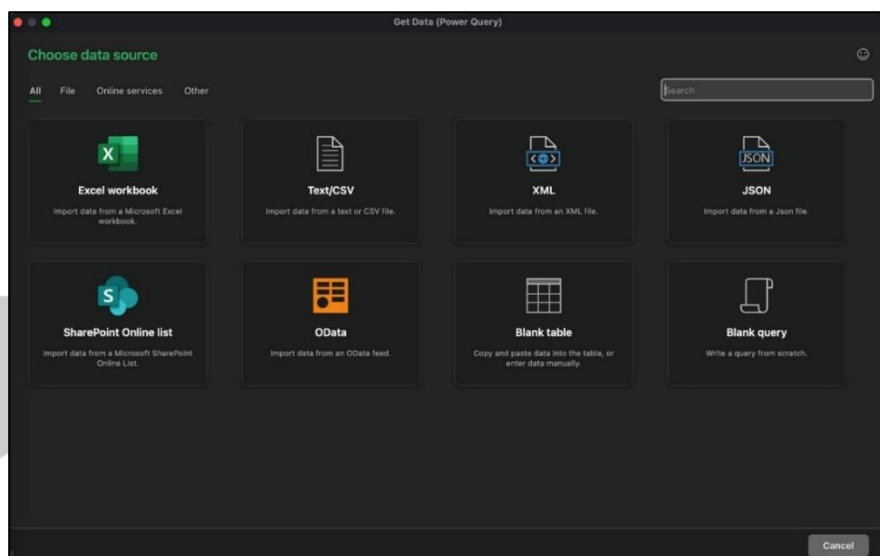 Get Data (Power Query)
Choose data source
All File Online services Other
Search
X
Excel workbook
Import data from a Microsoft Excel
workbook.
Text/CSV
Import data from a text or CSV file.
XML
Import data from an XML file.
JSON
JSON
Import data from a Json file.
S
SharePoint Online list
Import data from a Microsoft SharePoint
Online List.
OData
Import data from an OData feed.
Blank table
Copy and paste data into the table, or
enter data manually.
Blank query
Write a query from scratch.
Cancel